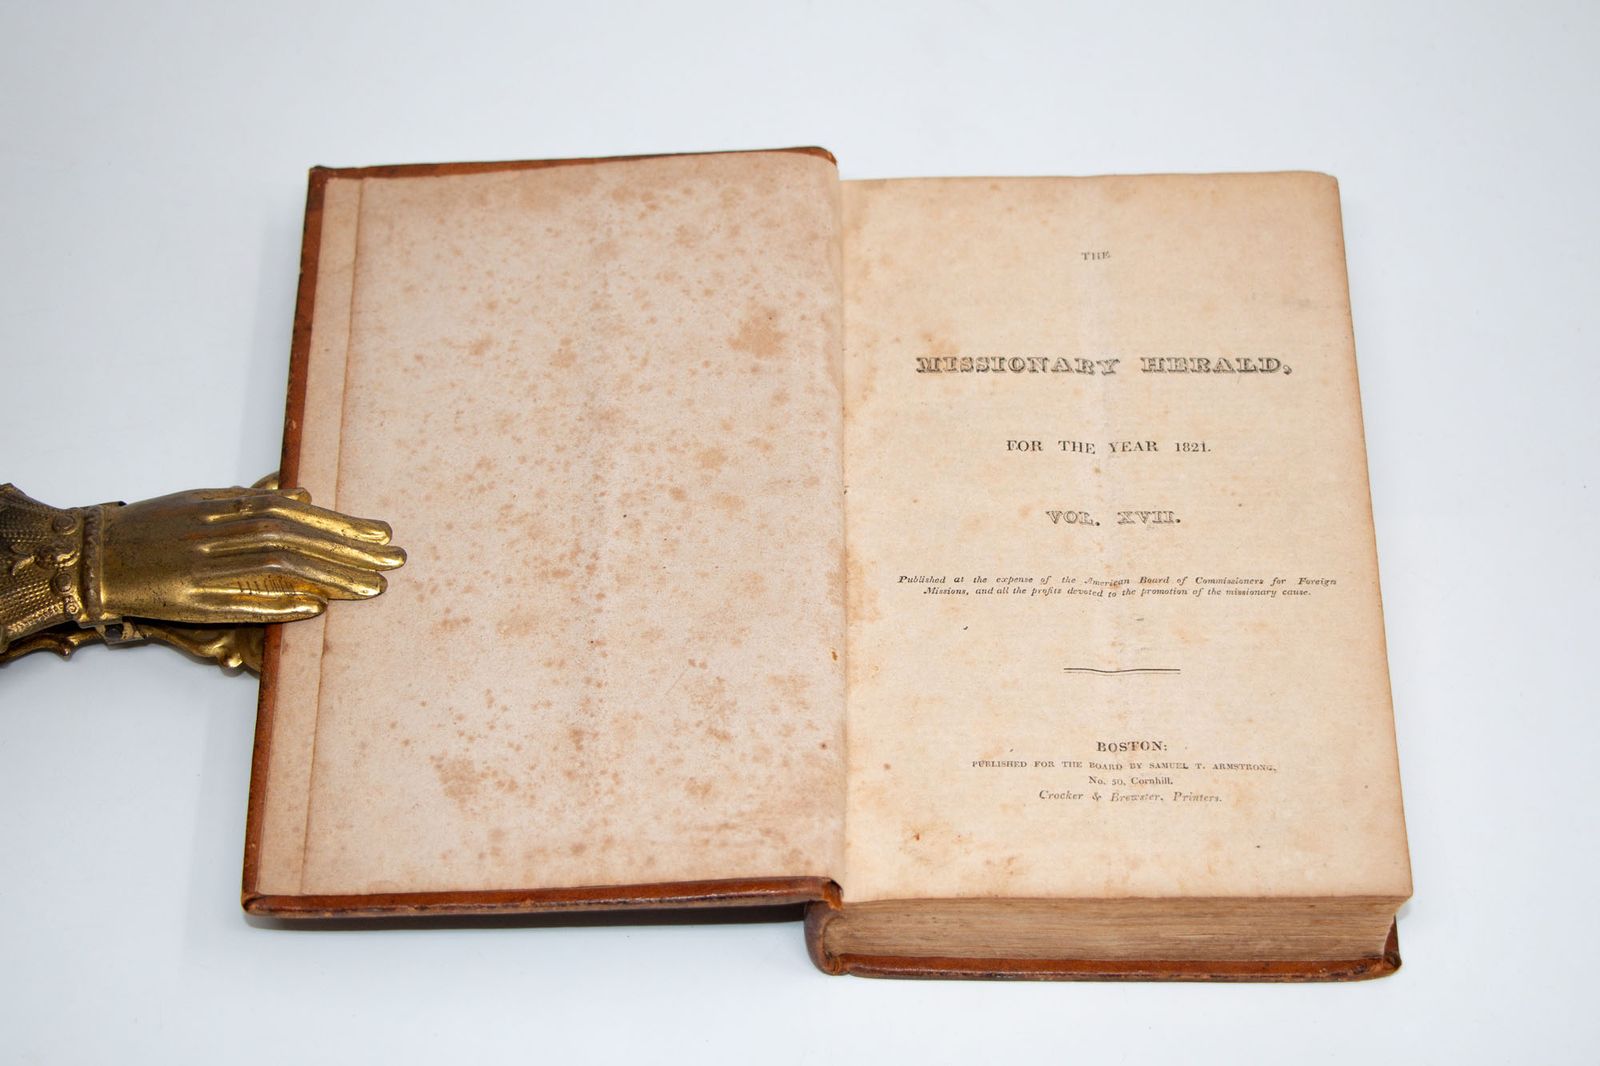 THE
MISSIONARY HERALD,
FOR THE YEAR 1821.
VOL. XVII.
Published at the expense of the American Board of Commissioners for Foreign
Missions, and all the profits devoted to the promotion of the missionary cause.
BOSTON:
PUBLISHED FOR THE BOARD BY SAMUEL T. ARMSTRONG,
No. 50, Cornhill.
Crocker & Brewster, Printers.